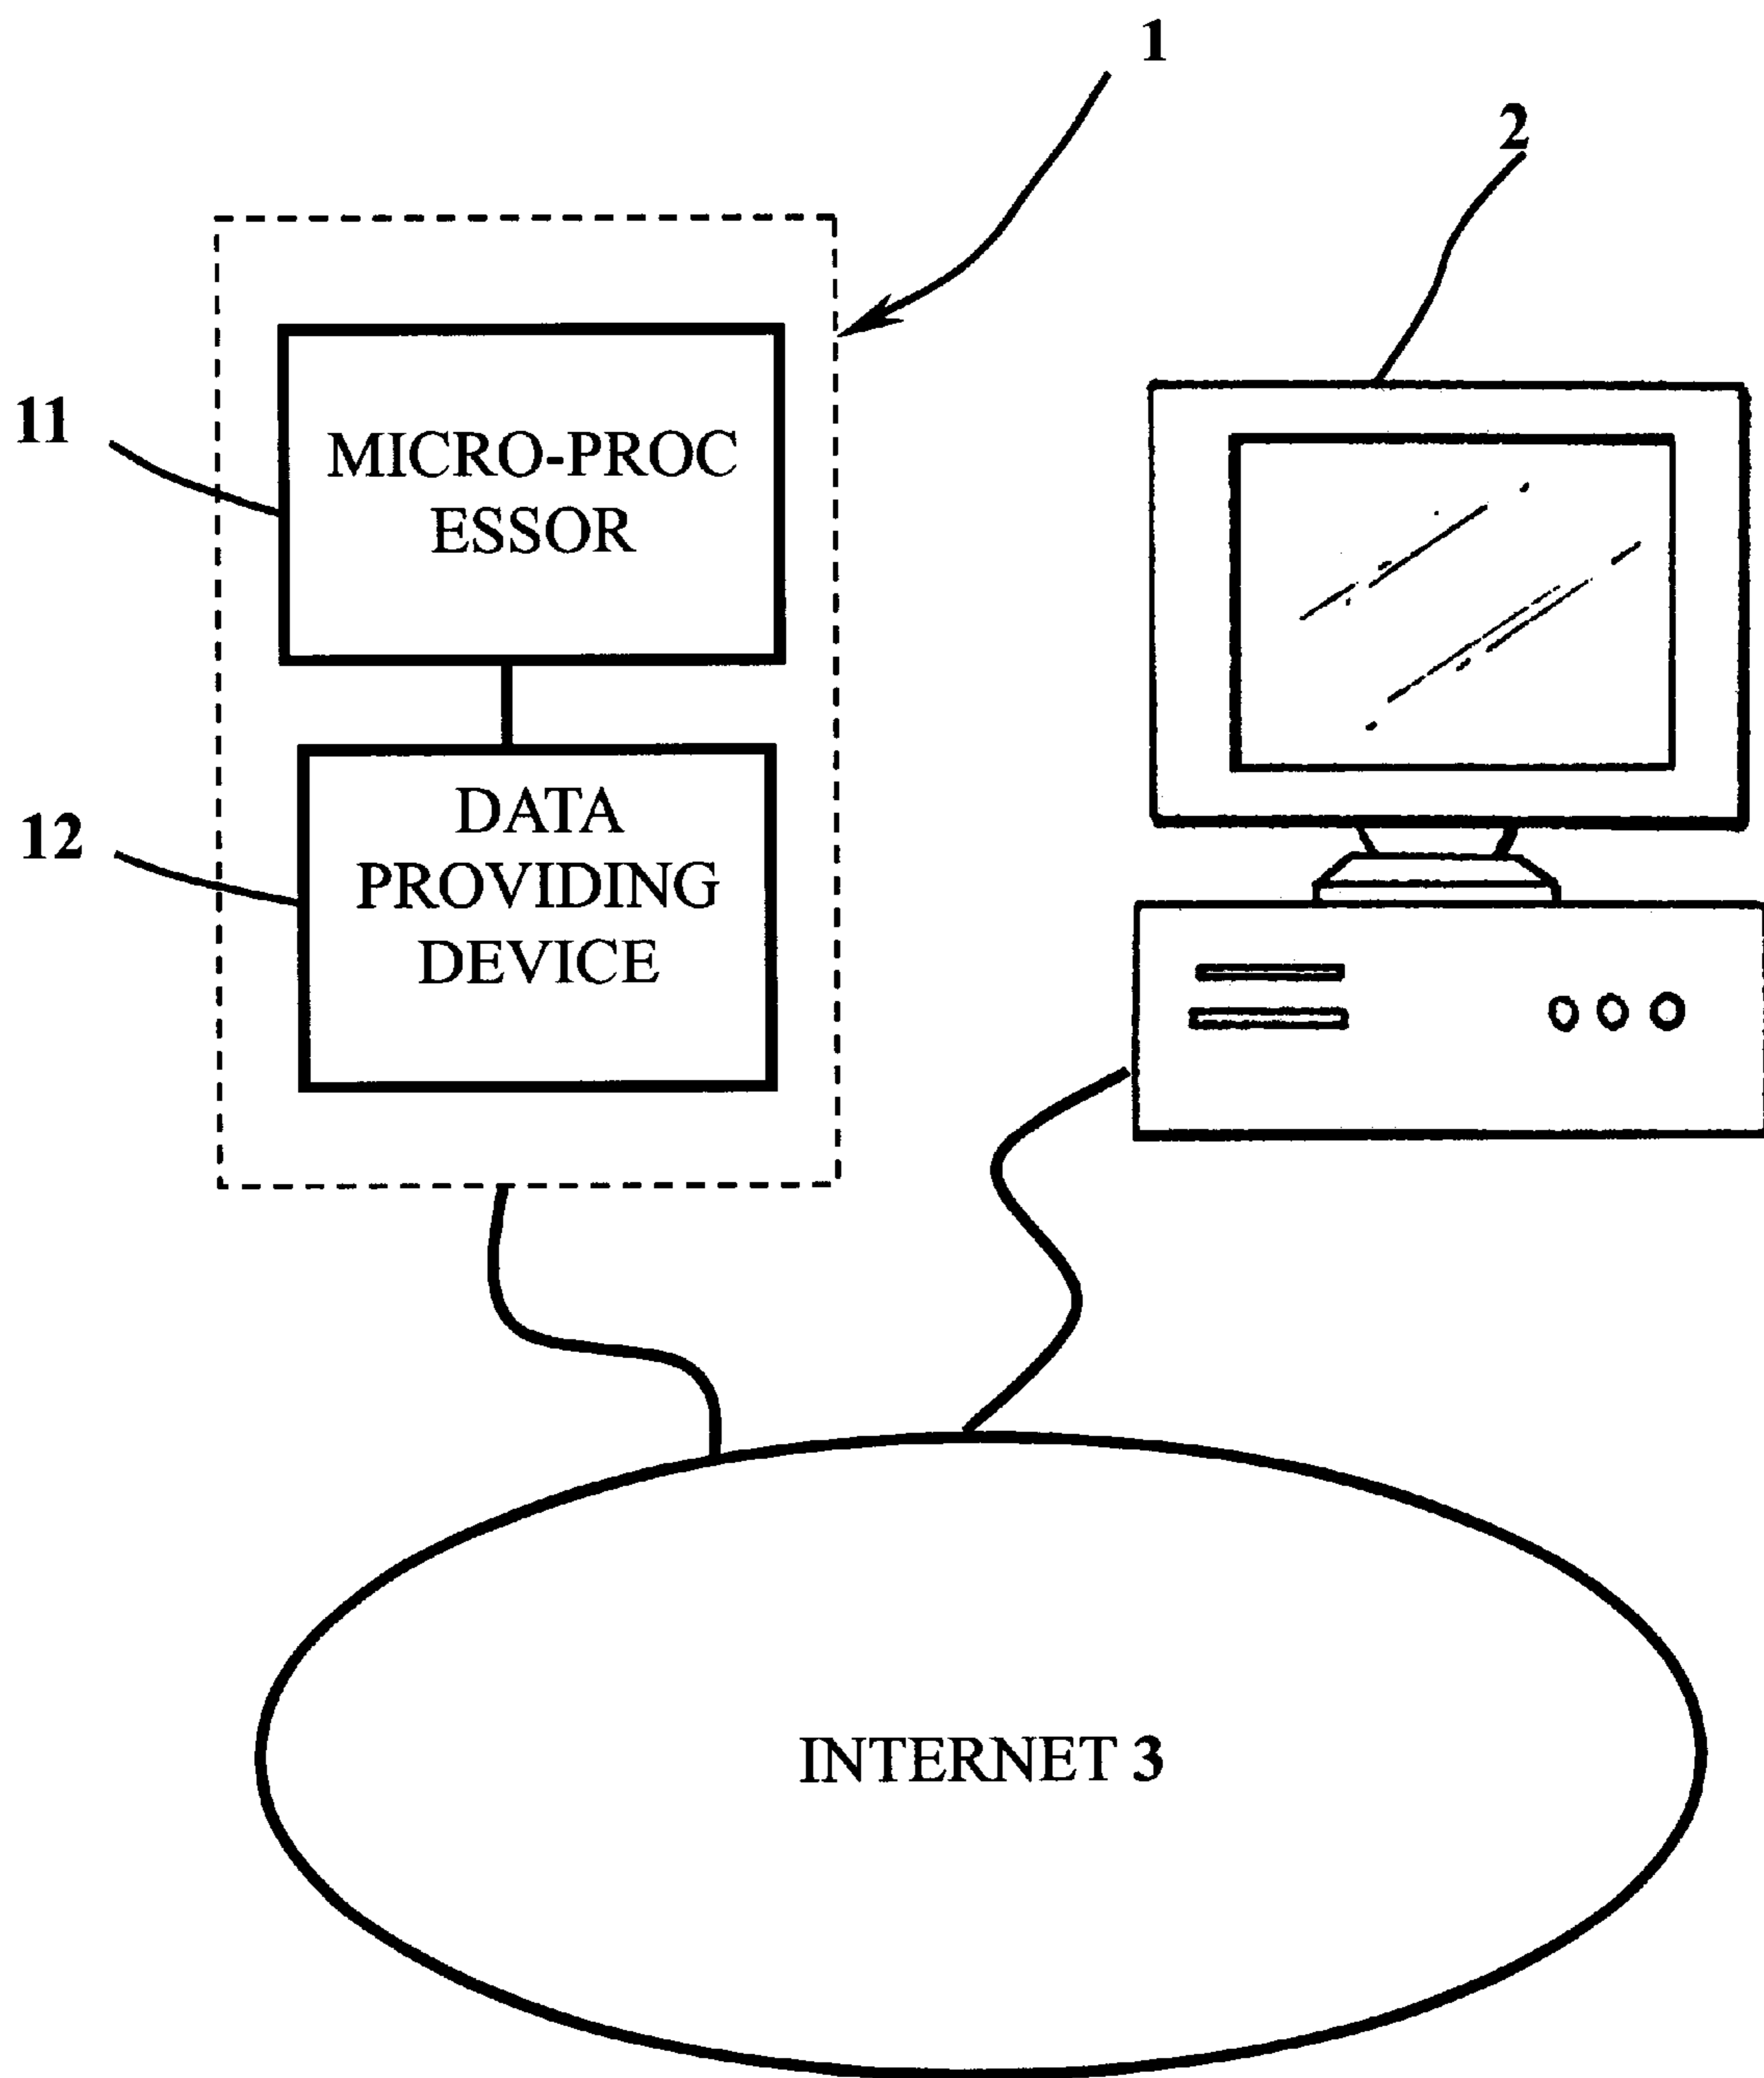 1
2
11
MICRO-PROC
ESSOR
12
DATA
PROVIDING
DEVICE
INTERNET 3